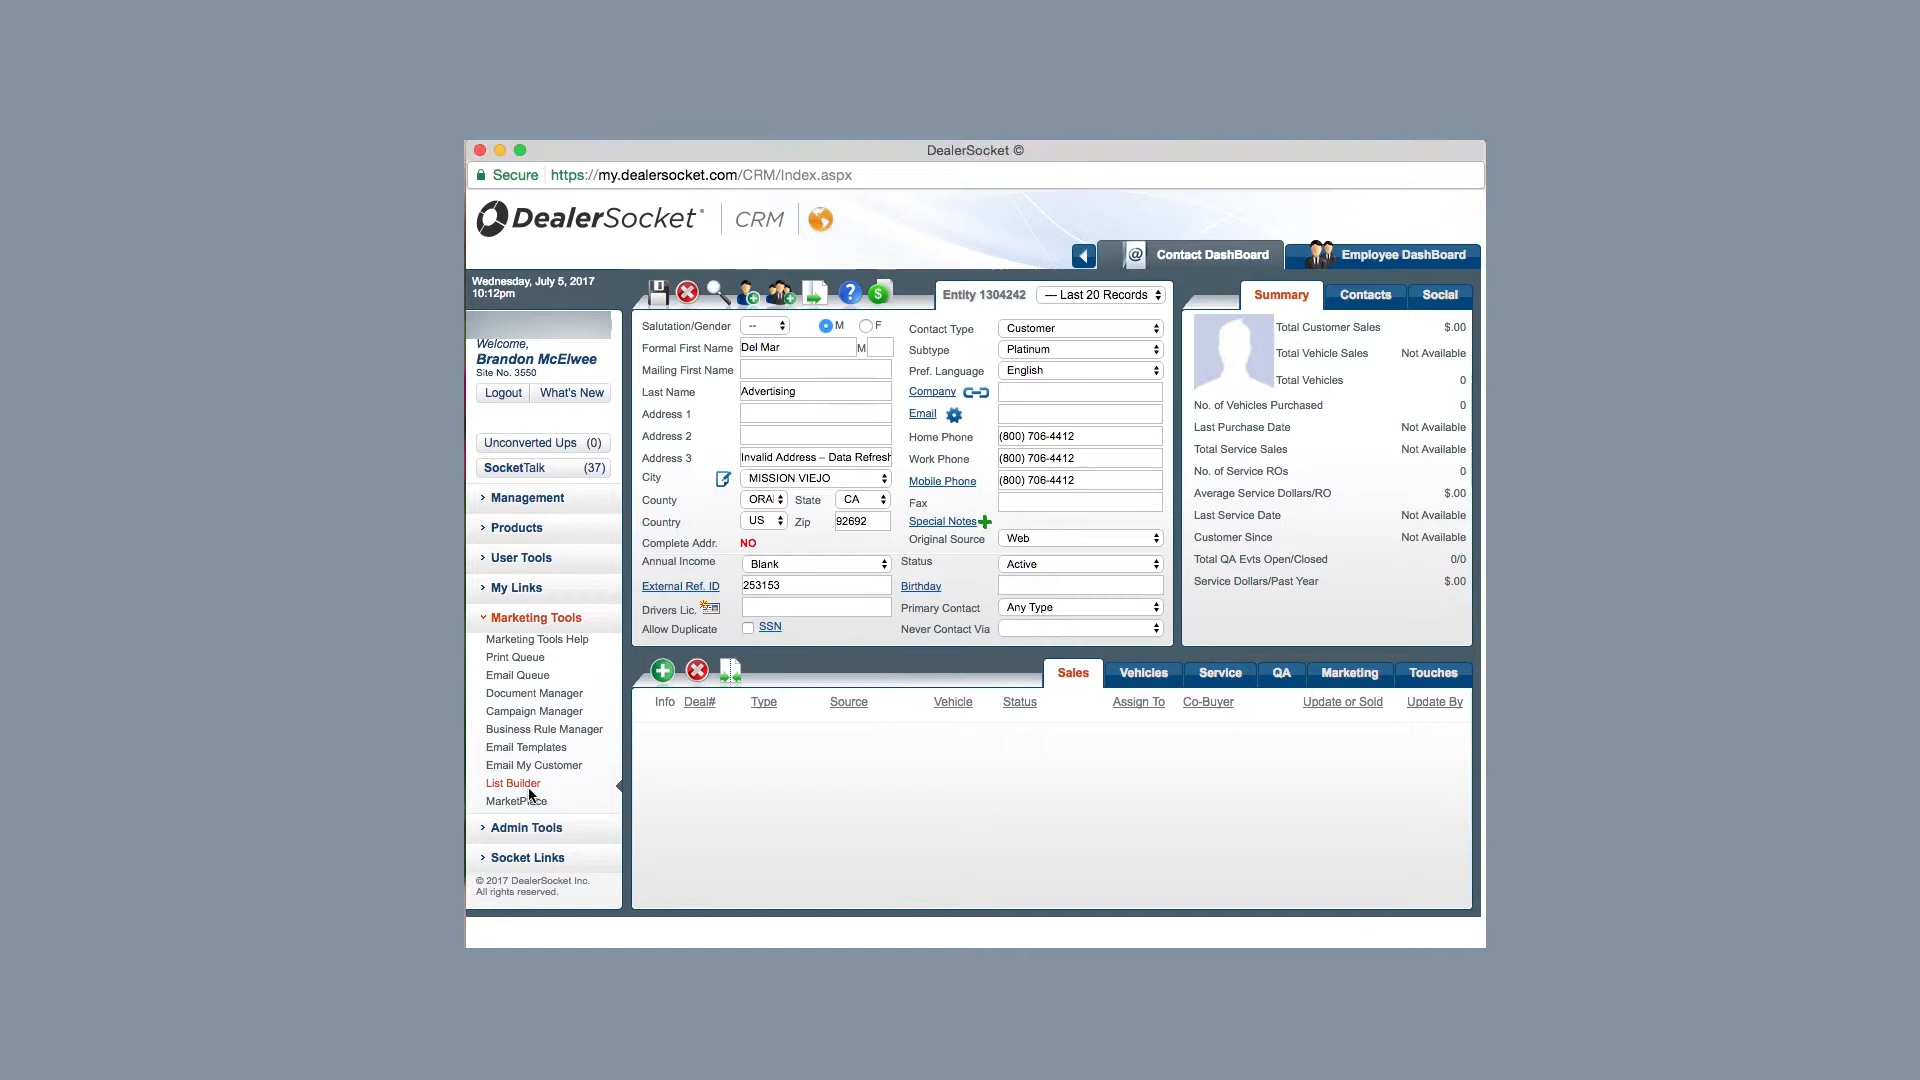 DealerSocket ©
Secure https://my.dealersocket.com/CRM/Index.aspx
DealerSocket CRM
@ Contact DashBoard Employee DashBoard
Wednesday, July 5, 2017
10:12pm
Welcome,
Brandon McElwee
Site No. 3550
Logout What's New
Unconverted Ups (0)
SocketTalk (37)
Management
Products
User Tools
My Links
Marketing Tools
Marketing Tools Help
Print Queue
Email Queue
Document Manager
Campaign Manager
Business Rule Manager
Email Templates
Email My Customer
List Builder
MarketPlace
Admin Tools
Socket Links
© 2017 DealerSocket Inc.
All rights reserved.
Entity 1304242 --- Last 20 Records
Salutation/Gender -- M F
Formal First Name Del Mar M
Mailing First Name
Last Name Advertising
Address 1
Address 2
Address 3 Invalid Address – Data Refresh
City MISSION VIEJO
County ORA State CA
Country US Zip 92692
Complete Addr. NO
Annual Income Blank
External Ref. ID 253153
Drivers Lic.
Allow Duplicate SSN
Contact Type Customer
Subtype Platinum
Pref. Language English
Company
Email
Home Phone (800) 706-4412
Work Phone (800) 706-4412
Mobile Phone (800) 706-4412
Fax
Special Notes
Original Source Web
Status Active
Birthday
Primary Contact Any Type
Never Contact Via
Summary Contacts Social
Total Customer Sales $.00
Total Vehicle Sales Not Available
Total Vehicles 0
No. of Vehicles Purchased 0
Last Purchase Date Not Available
Total Service Sales Not Available
No. of Service ROs 0
Average Service Dollars/RO $.00
Last Service Date Not Available
Customer Since Not Available
Total QA Evts Open/Closed 0/0
Service Dollars/Past Year $.00
Sales Vehicles Service QA Marketing Touches
Info Deal# Type Source Vehicle Status Assign To Co-Buyer Update or Sold Update By